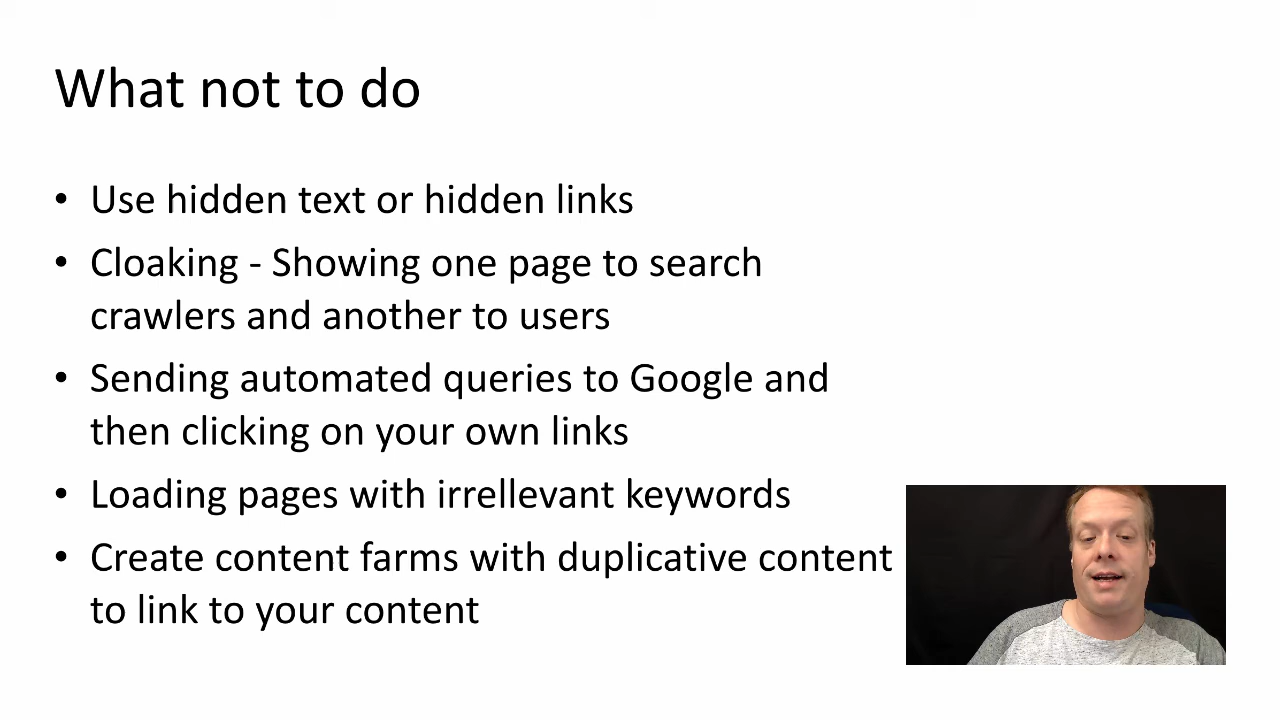 What not to do
• Use hidden text or hidden links
• Cloaking - Showing one page to search
crawlers and another to users
• Sending automated queries to Google and
then clicking on your own links
• Loading pages with irrellevant keywords
• Create content farms with duplicative content
to link to your content